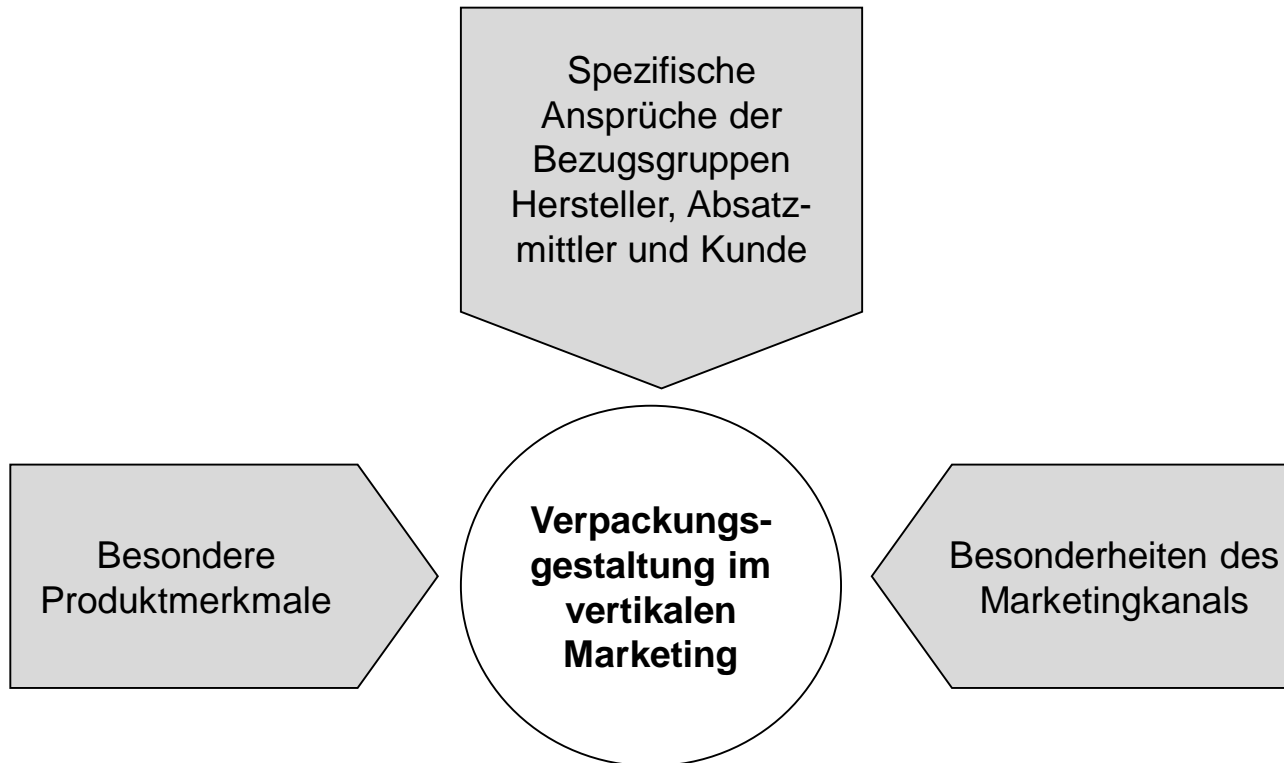 Spezifische
Ansprüche der
Bezugsgruppen
Hersteller, Absatz-
mittler und Kunde
Besondere
Produktmerkmale
Verpackungs-
gestaltung im
vertikalen
Marketing
Besonderheiten des
Marketingkanals